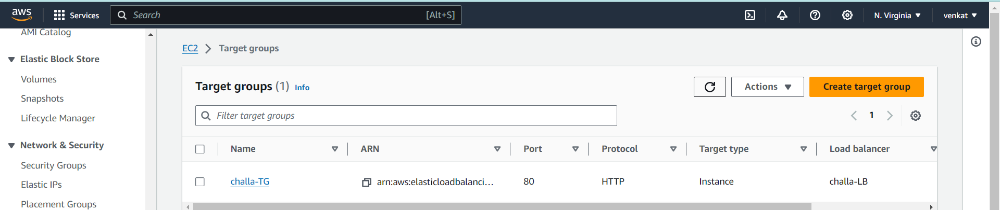 aws Services Search [Alt+S] N. Virginia venkat
AMI Catalog
Elastic Block Store
Volumes
Snapshots
Lifecycle Manager
Network & Security
Security Groups
Elastic IPs
Placement Groups
EC2 Target groups
Target groups (1) Info Actions Create target group
Filter target groups 1
Name ARN Port Protocol Target type Load balancer
challa-TG arn:aws:elasticloadbalanci... 80 HTTP Instance challa-LB